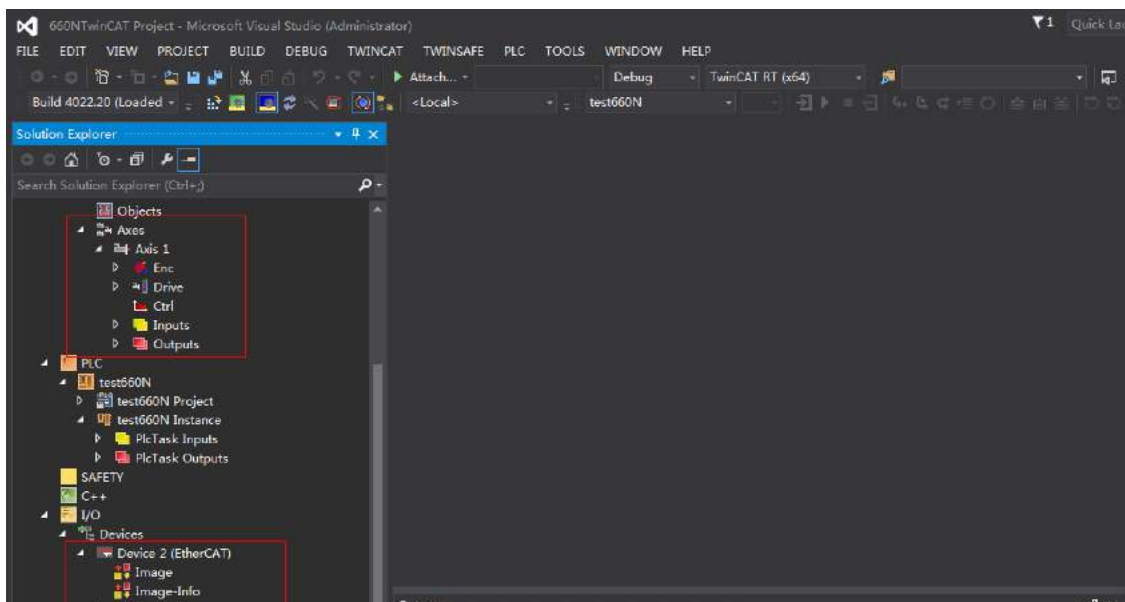 660NTwinCAT Project - Microsoft Visual Studio (Administrator)
1 Quick Lau
FILE EDIT VIEW PROJECT BUILD DEBUG TWINCAT TWINSAFE PLC TOOLS WINDOW HELP
Attach... Debug TwinCAT RT (x64)
Build 4022.20 (Loaded <Local> test660N
Solution Explorer
Search Solution Explorer (Ctrl+;)
Objects
Axes
Axis 1
Enc
Drive
Ctrl
Inputs
Outputs
PLC
test660N
test660N Project
test660N Instance
PlcTask Inputs
PlcTask Outputs
SAFETY
C++
I/O
Devices
Device 2 (EtherCAT)
Image
Image-Info